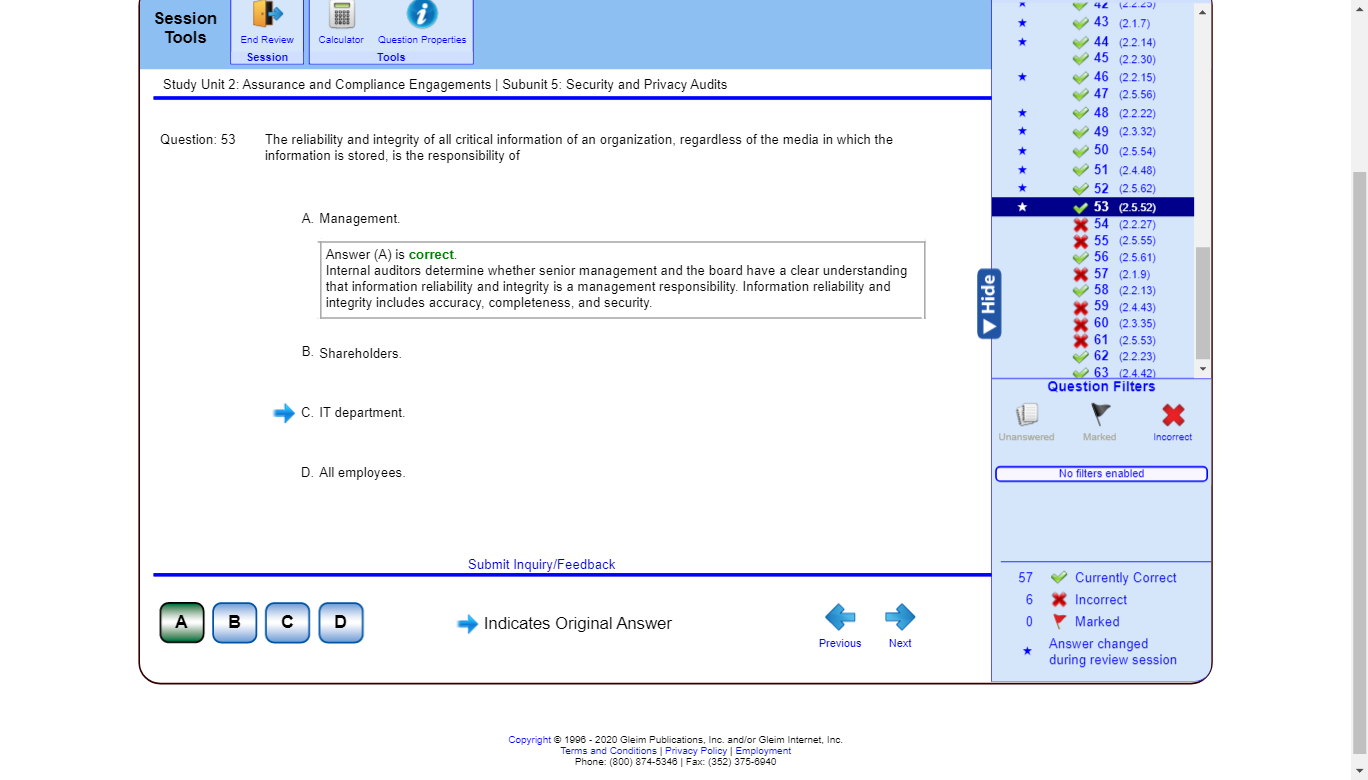 Session
Tools
End Review
Session
Calculator
Question Properties
Tools
Study Unit 2: Assurance and Compliance Engagements | Subunit 5: Security and Privacy Audits
Question: 53
The reliability and integrity of all critical information of an organization, regardless of the media in which the
information is stored, is the responsibility of
A. Management.
Answer (A) is correct.
Internal auditors determine whether senior management and the board have a clear understanding
that information reliability and integrity is a management responsibility. Information reliability and
integrity includes accuracy, completeness, and security.
B. Shareholders.
C. IT department.
D. All employees.
Submit Inquiry/Feedback
A B C D
Indicates Original Answer
Previous
Next
42 (2.2.25)
43 (2.1.7)
44 (2.2.14)
45 (2.2.30)
46 (2.2.15)
47 (2.5.56)
48 (2.2.22)
49 (2.3.32)
50 (2.5.54)
51 (2.4.48)
52 (2.5.62)
53 (2.5.52)
54 (2.2.27)
55 (2.5.55)
56 (2.5.61)
57 (2.1.9)
58 (2.2.13)
59 (2.4.43)
60 (2.3.35)
61 (2.5.53)
62 (2.2.23)
63 (2.4.42)
Hide
Question Filters
Unanswered
Marked
Incorrect
No filters enabled
57 Currently Correct
6 Incorrect
0 Marked
Answer changed
during review session
Copyright © 1996 - 2020 Gleim Publications, Inc. and/or Gleim Internet, Inc.
Terms and Conditions | Privacy Policy | Employment
Phone: (800) 874-5346 | Fax: (352) 375-6940